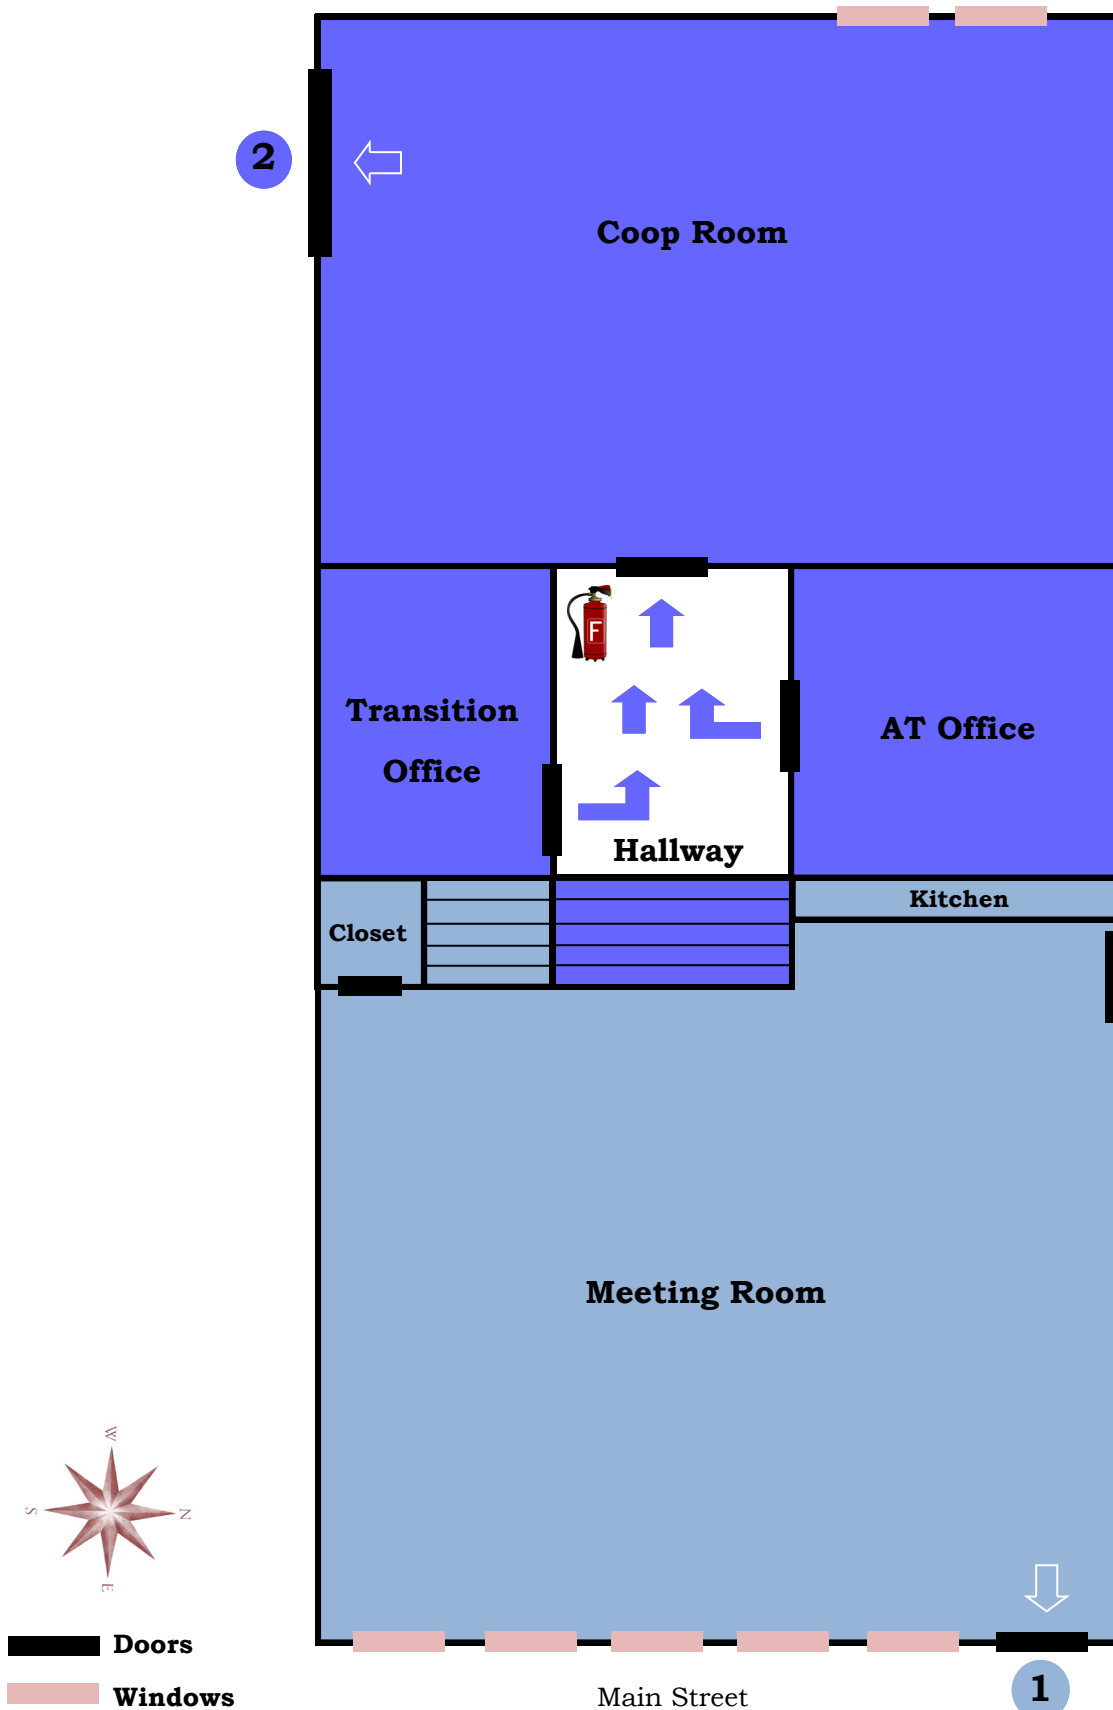 2
Coop Room
F
Transition
Office
AT Office
Hallway
Kitchen
Closet
Meeting Room
W
S
N
E
Doors
Windows
Main Street
1